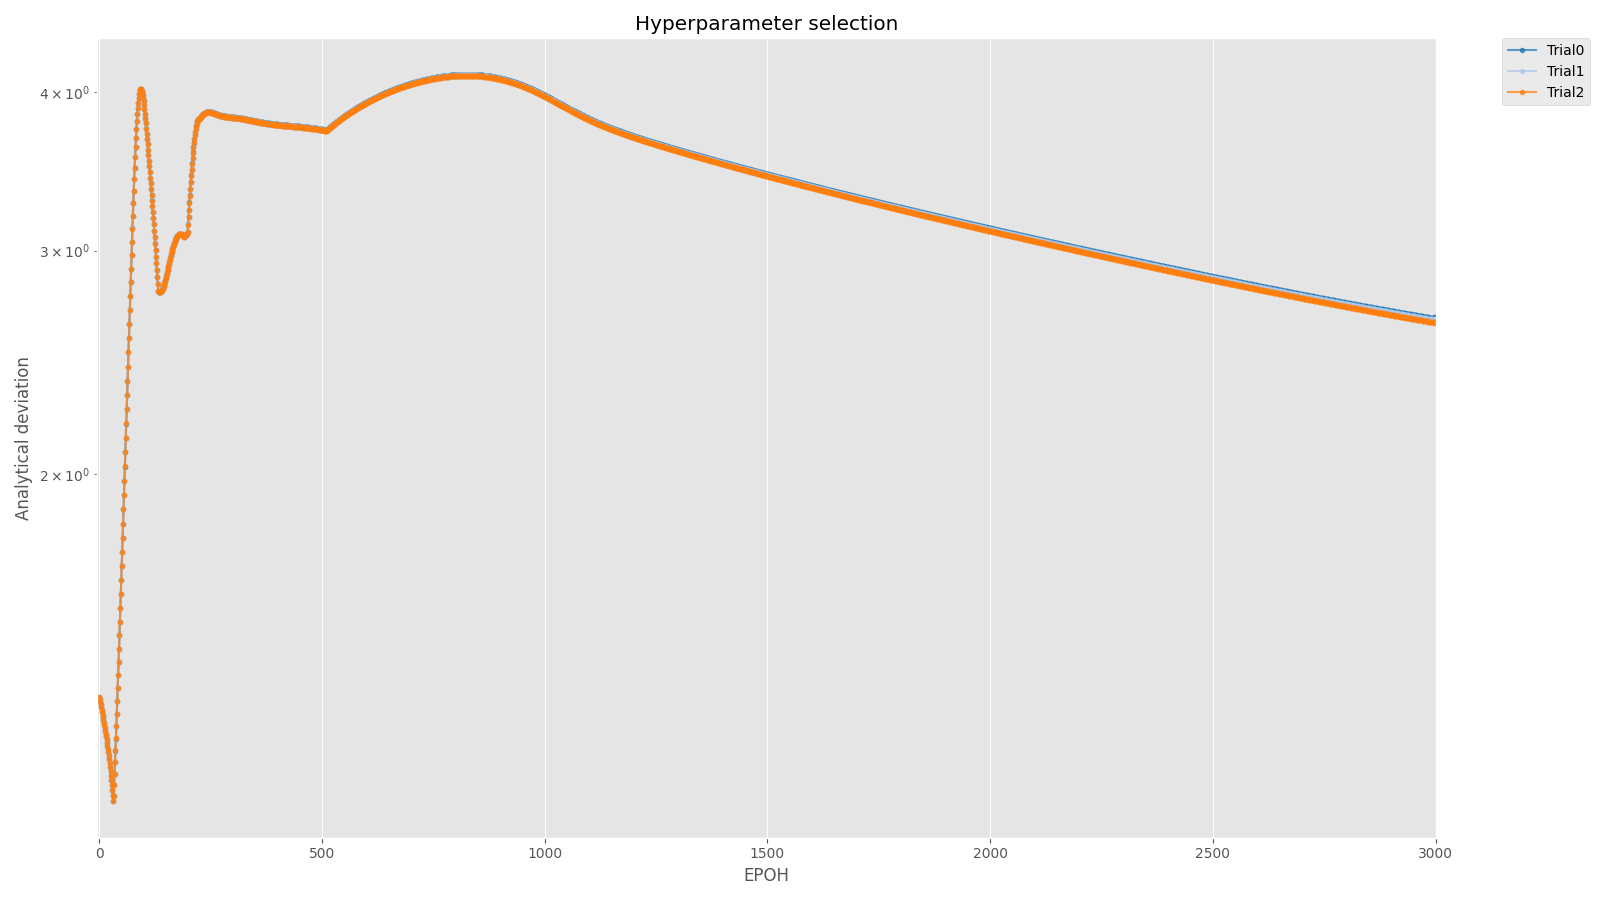 Hyperparameter selection
Trial0
Trial1
Trial2
4 × 10⁰
3 × 10⁰
2 × 10⁰
Analytical deviation
0 500 1000 1500 2000 2500 3000
EPOH